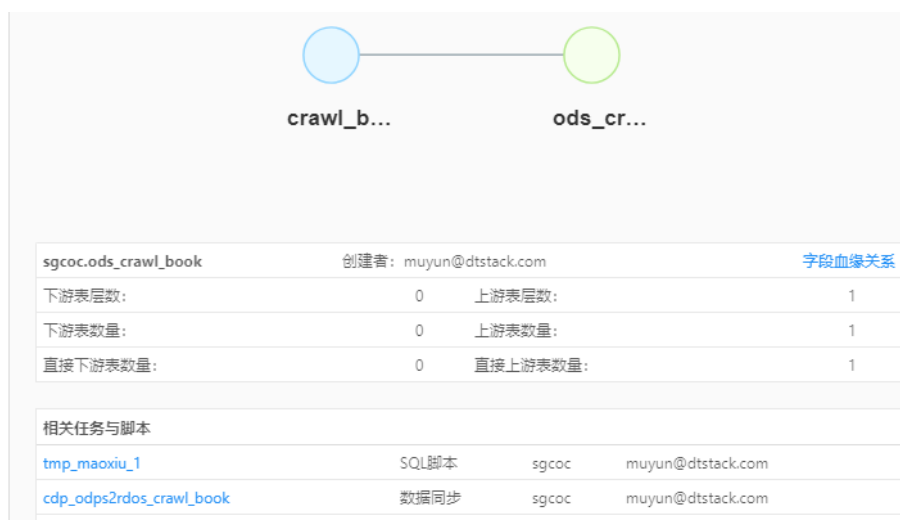 crawl_b... ods_cr...
sgcoc.ods_crawl_book 创建者：muyun@dtstack.com 字段血缘关系
下游表层数： 0 上游表层数： 1
下游表数量： 0 上游表数量： 1
直接下游表数量： 0 直接上游表数量： 1
相关任务与脚本
tmp_maoxiu_1 SQL脚本 sgcoc muyun@dtstack.com
cdp_odps2rdos_crawl_book 数据同步 sgcoc muyun@dtstack.com